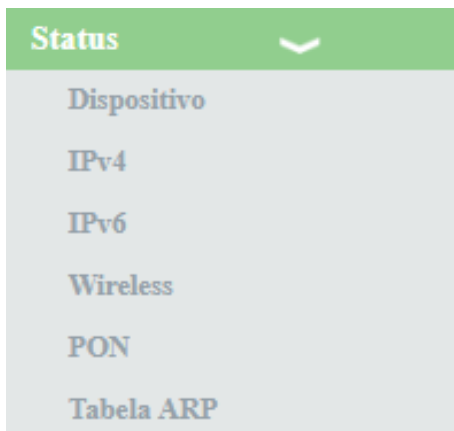 Status
Dispositivo
IPv4
IPv6
Wireless
PON
Tabela ARP